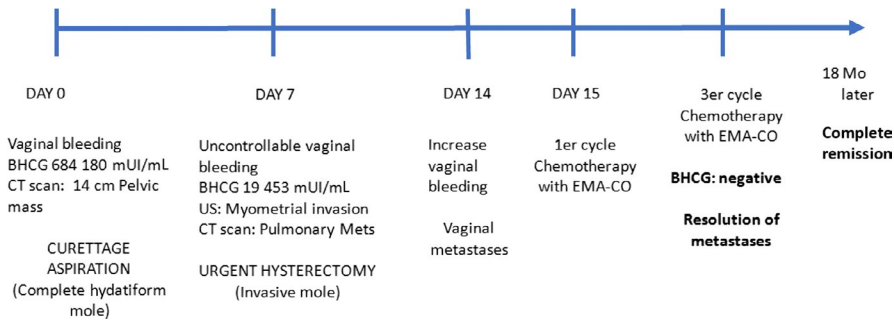 DAY 0
Vaginal bleeding
BHCG 684 180 mUI/mL
CT scan: 14 cm Pelvic
mass
CURETTAGE
ASPIRATION
(Complete hydatiform
mole)
DAY 7
Uncontrollable vaginal
bleeding
BHCG 19 453 mUI/mL
US: Myometrial invasion
CT scan: Pulmonary Mets
URGENT HYSTERECTOMY
(Invasive mole)
DAY 14
Increase
vaginal
bleeding
Vaginal
metastases
DAY 15
1er cycle
Chemotherapy
with EMA-CO
3er cycle
Chemotherapy
with EMA-CO
BHCG: negative
Resolution of
metastases
18 Mo
later
Complete
remission